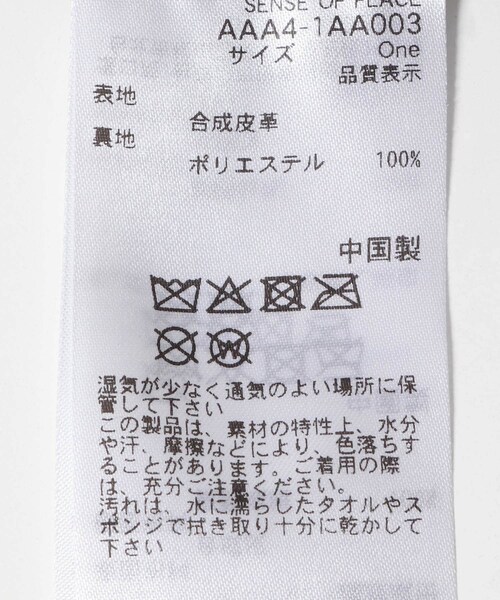 SENSE OF PLACE
AAA4-1AA003
サイズ One
品質表示
表地
合成皮革
裏地
ポリエステル 100%
中国製
W
湿気が少なく通気のよい場所に保
管して下さい
この製品は、素材の特性上、水分
や汗、摩擦などにより、色落ちす
ることがあります。ご着用の際
は、充分ご注意ください。
汚れは、水に濡らしたタオルやス
ポンジで拭き取り十分に乾かして
下さい